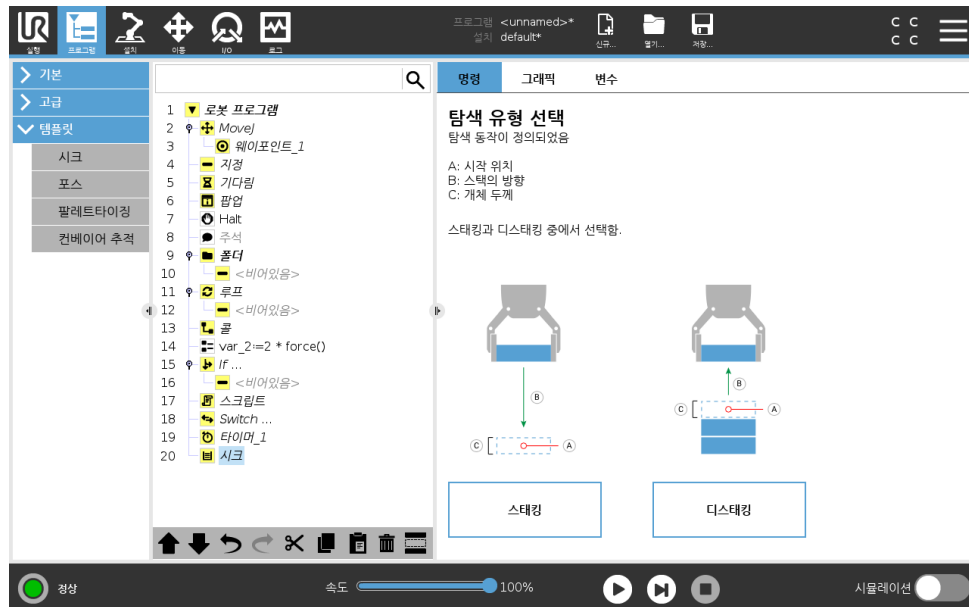 프로그램 <unnamed>*
설치 default*
C C
C C
실행
프로그램
설치
이동
I/O
로그
신규...
열기...
저장...
기본
고급
템플릿
시크
포스
팔레트타이징
컨베이어 추적
1 로봇 프로그램
2 MoveJ
3 웨이포인트_1
4 지정
5 기다림
6 팝업
7 Halt
8 주석
9 폴더
10 <비어있음>
11 루프
12 <비어있음>
13 콜
14 var_2:=2 * force()
15 If ...
16 <비어있음>
17 스크립트
18 Switch ...
19 타이머_1
20 시크
명령 그래픽 변수
탐색 유형 선택
탐색 동작이 정의되었음
A: 시작 위치
B: 스택의 방향
C: 개체 두께
스태킹과 디스태킹 중에서 선택함.
B
C
A
B
C
A
스태킹
디스태킹
정상
속도 100%
시뮬레이션